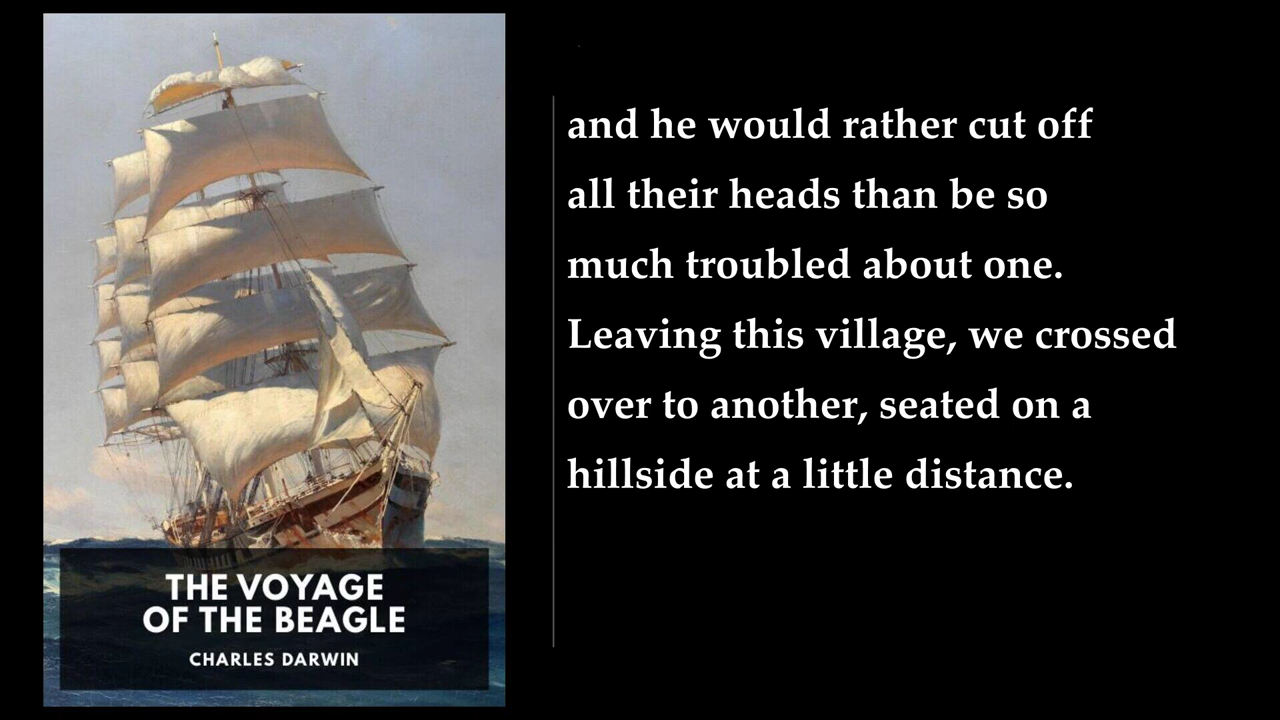 and he would rather cut off
all their heads than be so
much troubled about one.
Leaving this village, we crossed
over to another, seated on a
hillside at a little distance.
THE VOYAGE
OF THE BEAGLE
CHARLES DARWIN